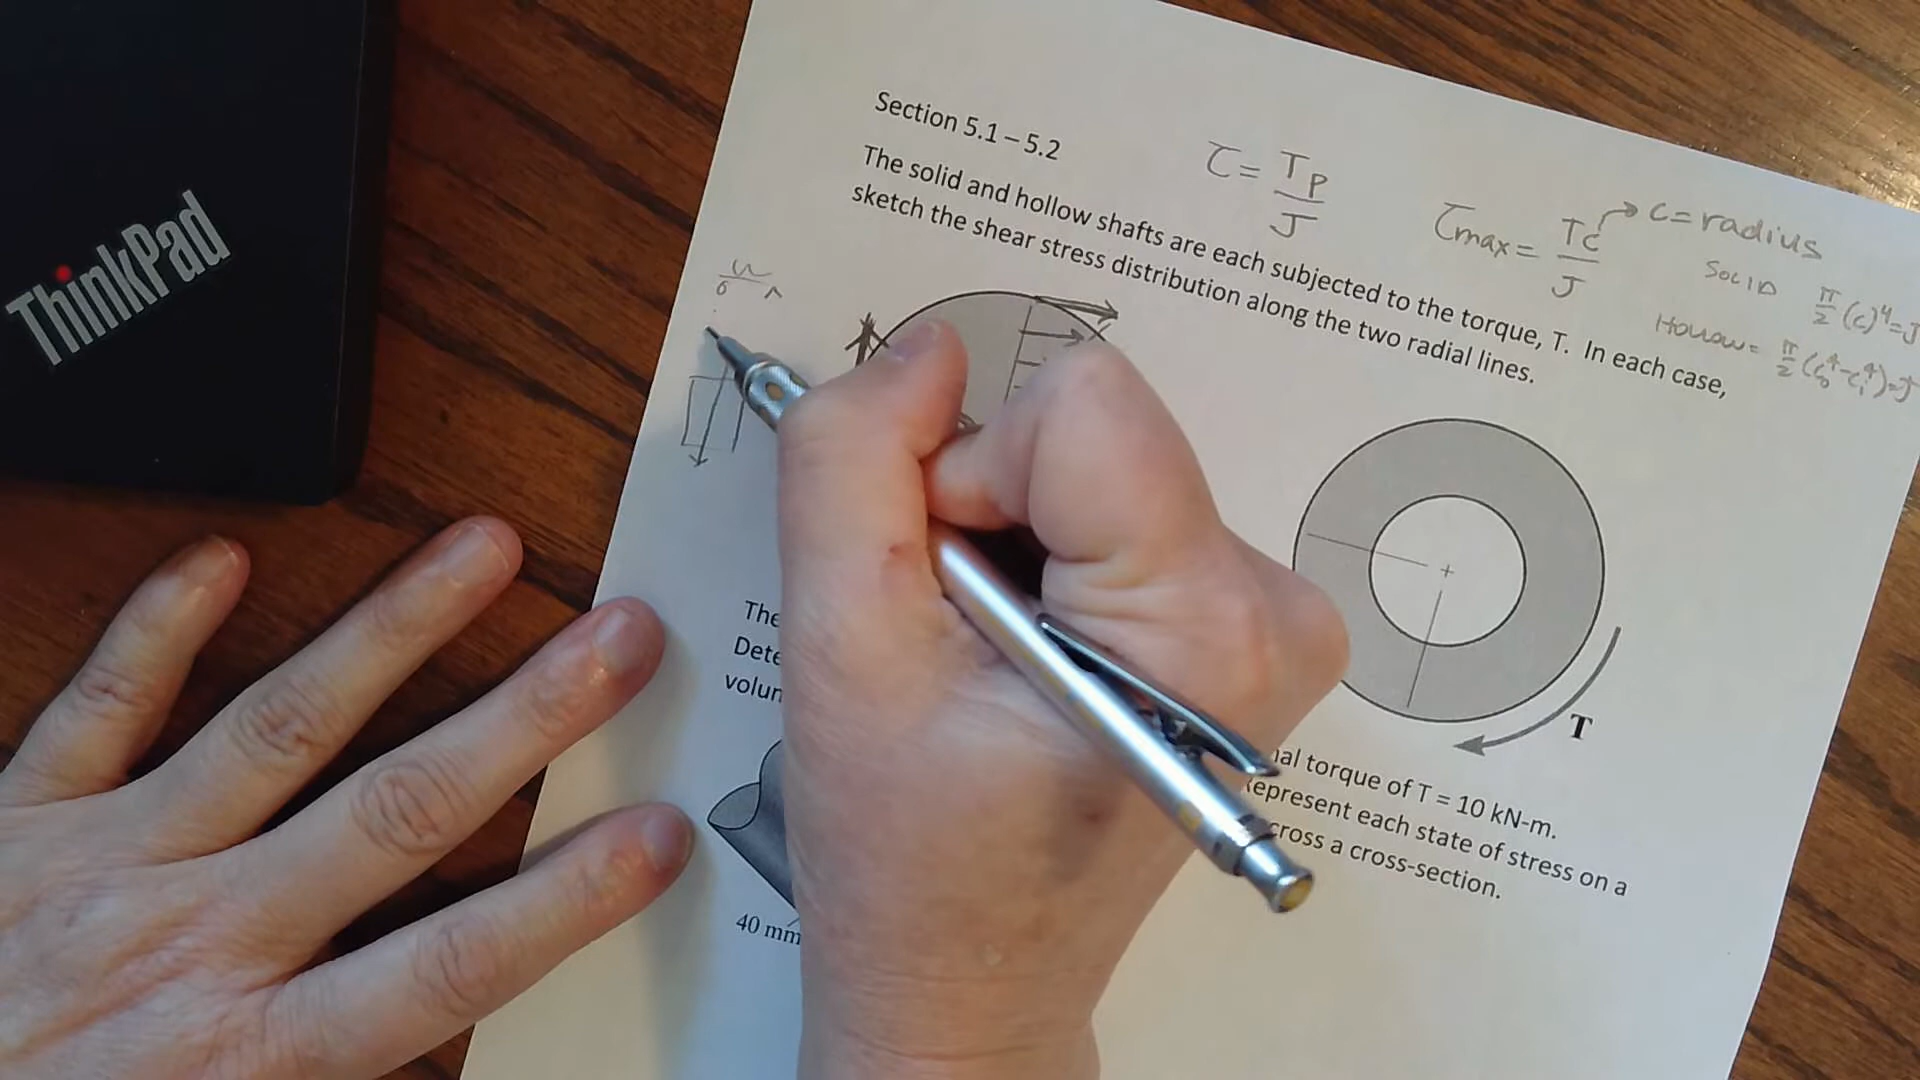 ThinkPad
Section 5.1 – 5.2
The solid and hollow shafts are each subjected to the torque, T. In each case,
sketch the shear stress distribution along the two radial lines.
τ = Tρ/J
τmax = Tc/J → c = radius
SOLID π/2 (c)⁴ = J
Hollow = π/2 (c₀⁴ - cᵢ⁴) = J
T
The
Dete
volum
nal torque of T = 10 kN-m.
Represent each state of stress on a
cross a cross-section.
40 mm